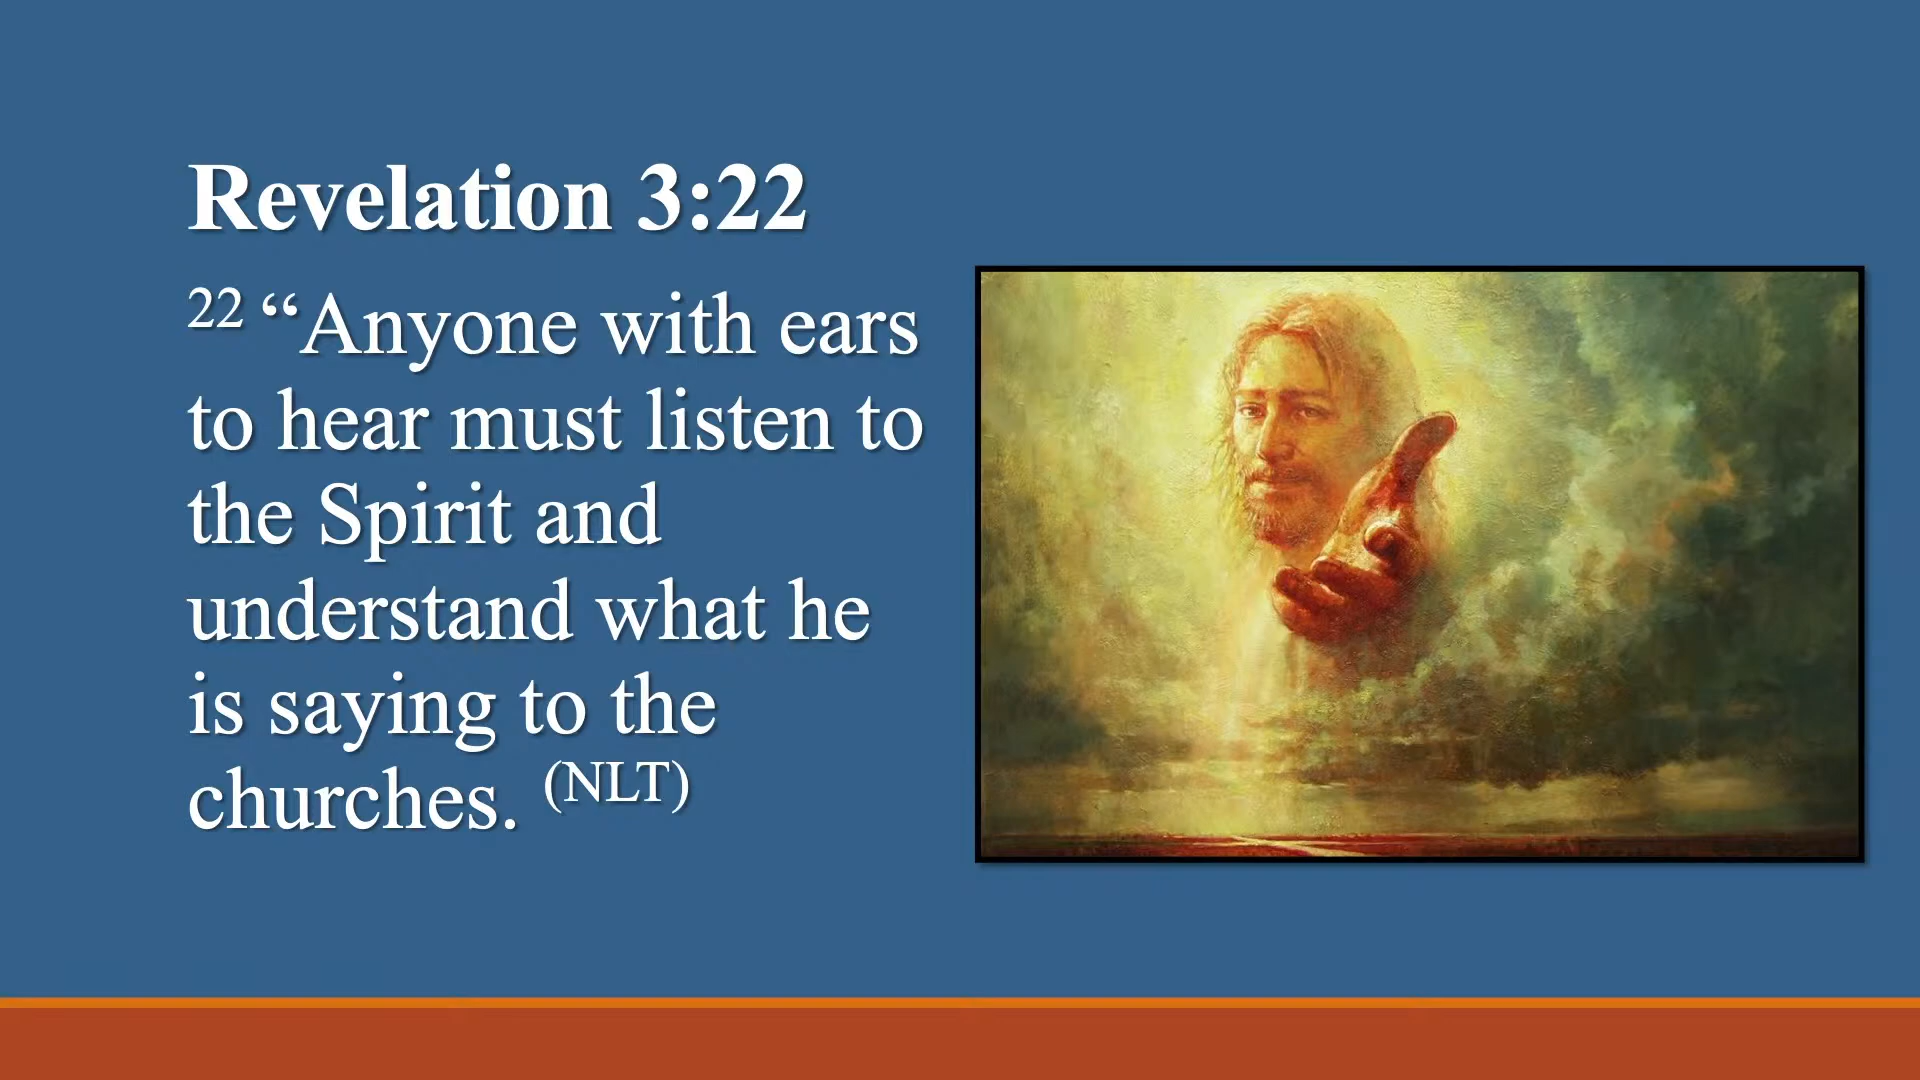 Revelation 3:22
22 “Anyone with ears
to hear must listen to
the Spirit and
understand what he
is saying to the
churches. (NLT)